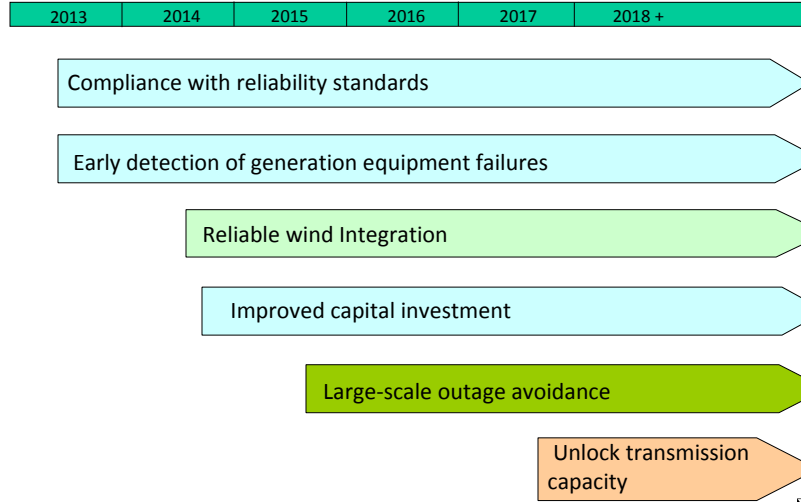 2013 2014 2015 2016 2017 2018 +
Compliance with reliability standards
Early detection of generation equipment failures
Reliable wind Integration
Improved capital investment
Large-scale outage avoidance
Unlock transmission
capacity